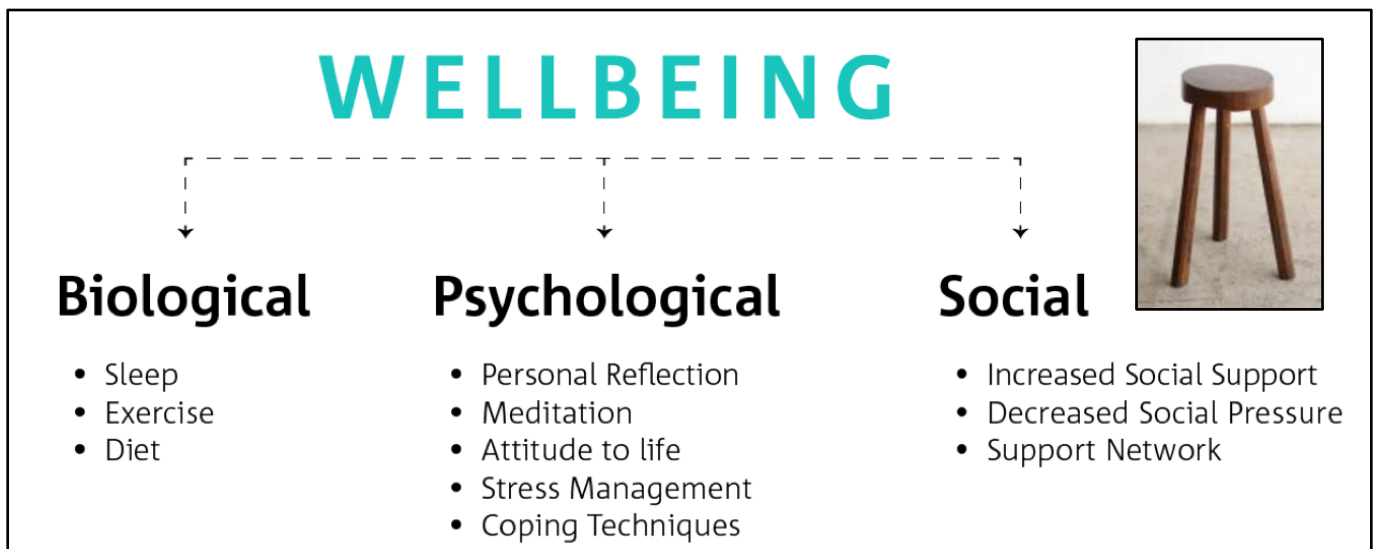 WELLBEING
Biological
• Sleep
• Exercise
• Diet
Psychological
• Personal Reflection
• Meditation
• Attitude to life
• Stress Management
• Coping Techniques
Social
• Increased Social Support
• Decreased Social Pressure
• Support Network